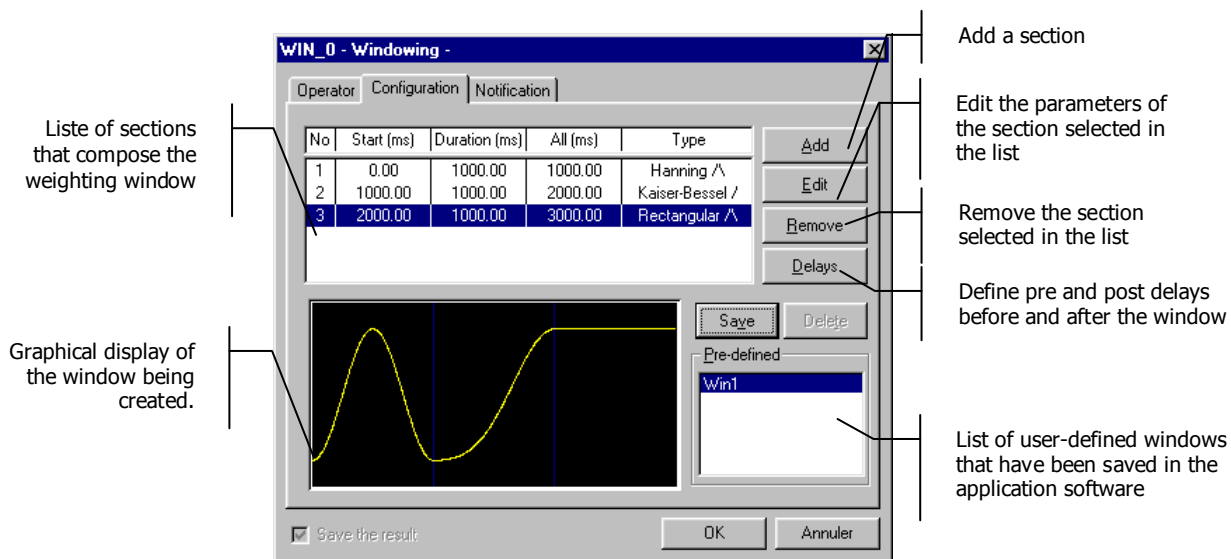 WIN_0 - Windowing -
Operator Configuration Notification
No Start (ms) Duration (ms) All (ms) Type
1 0.00 1000.00 1000.00 Hanning /\
2 1000.00 1000.00 2000.00 Kaiser-Bessel /
3 2000.00 1000.00 3000.00 Rectangular /\
Add
Edit
Remove
Delays
Save Delete
Pre-defined
Win1
Save the result
OK Annuler
Liste of sections
that compose the
weighting window
Graphical display of
the window being
created.
Add a section
Edit the parameters of
the section selected in
the list
Remove the section
selected in the list
Define pre and post delays
before and after the window
List of user-defined windows
that have been saved in the
application software